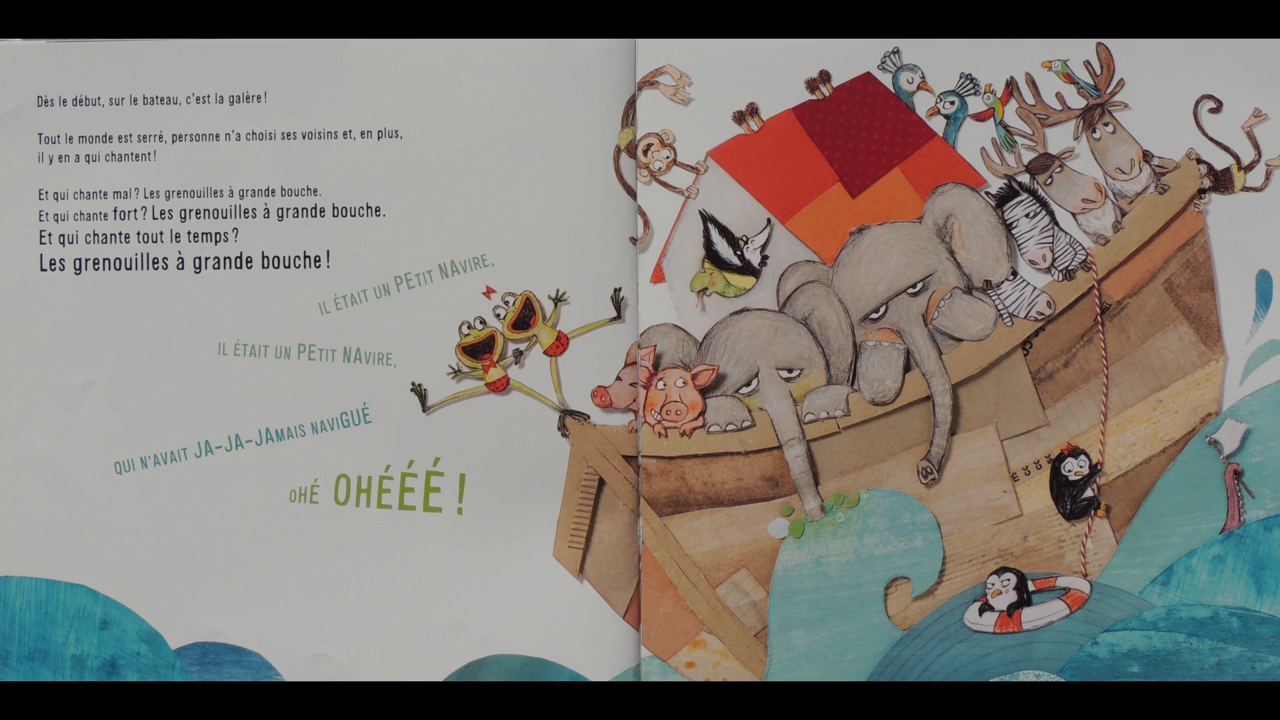 Dès le début, sur le bateau, c'est la galère !
Tout le monde est serré, personne n'a choisi ses voisins et, en plus,
il y en a qui chantent !
Et qui chante mal ? Les grenouilles à grande bouche.
Et qui chante fort ? Les grenouilles à grande bouche.
Et qui chante tout le temps ?
Les grenouilles à grande bouche !
IL ÉTAIT UN PEtIt NAVIRE,
IL ÉTAIT UN PEtIt NAVIRE,
QUI N'AVAIT JA-JA-JAMAIS NAVIGUÉ
OHÉ OHÉÉÉ !